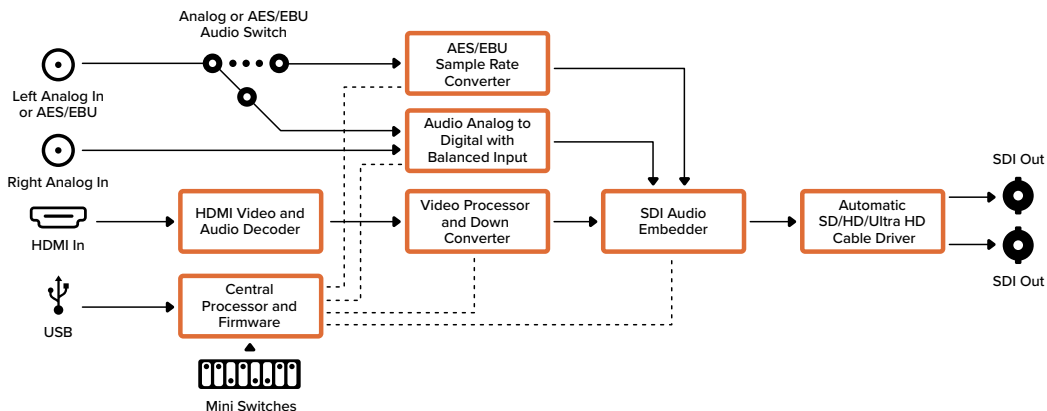 Analog or AES/EBU
Audio Switch
Left Analog In
or AES/EBU
AES/EBU
Sample Rate
Converter
Right Analog In
Audio Analog to
Digital with
Balanced Input
HDMI In
HDMI Video and
Audio Decoder
Video Processor
and Down
Converter
SDI Audio
Embedder
Automatic
SD/HD/Ultra HD
Cable Driver
SDI Out
SDI Out
USB
Central
Processor and
Firmware
Mini Switches